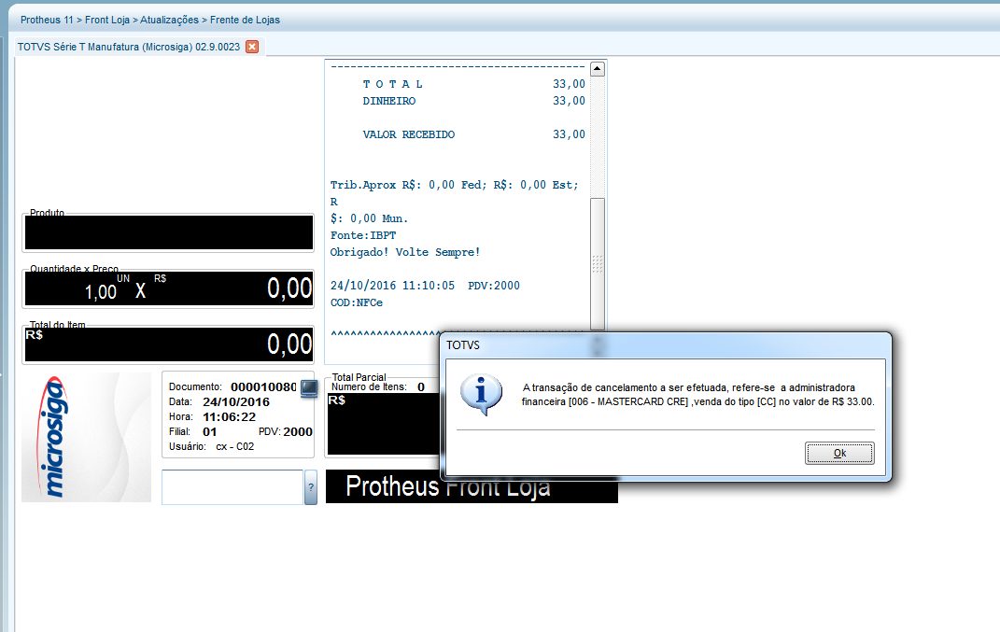 Protheus 11 > Front Loja > Atualizações > Frente de Lojas
TOTVS Série T Manufatura (Microsiga) 02.9.0023
---------------------------------------
T O T A L 33,00
DINHEIRO 33,00
VALOR RECEBIDO 33,00
Trib.Aprox R$: 0,00 Fed; R$: 0,00 Est;
R
$: 0,00 Mun.
Fonte:IBPT
Obrigado! Volte Sempre!
24/10/2016 11:10:05 PDV:2000
COD:NFCe
^^^^^^^^^^^^^^^^^
Produto
Quantidade x Preço
1,00 UN X R$ 0,00
Total do Item
R$ 0,00
microsiga
Documento: 000010080
Data: 24/10/2016
Hora: 11:06:22
Filial: 01 PDV: 2000
Usuário: cx - C02
?
Total Parcial
Numero de Itens: 0
R$
Protheus Front Loja
TOTVS
A transação de cancelamento a ser efetuada, refere-se a administradora
financeira [006 - MASTERCARD CRE] ,venda do tipo [CC] no valor de R$ 33.00.
Ok